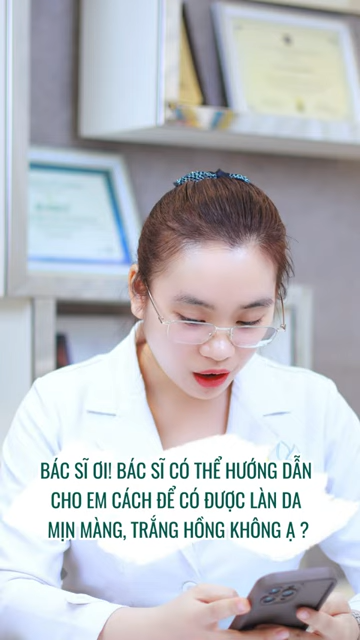 BÁC SĨ ƠI! BÁC SĨ CÓ THỂ HƯỚNG DẪN
CHO EM CÁCH ĐỂ CÓ ĐƯỢC LÀN DA
MỊN MÀNG, TRẮNG HỒNG KHÔNG Ạ ?